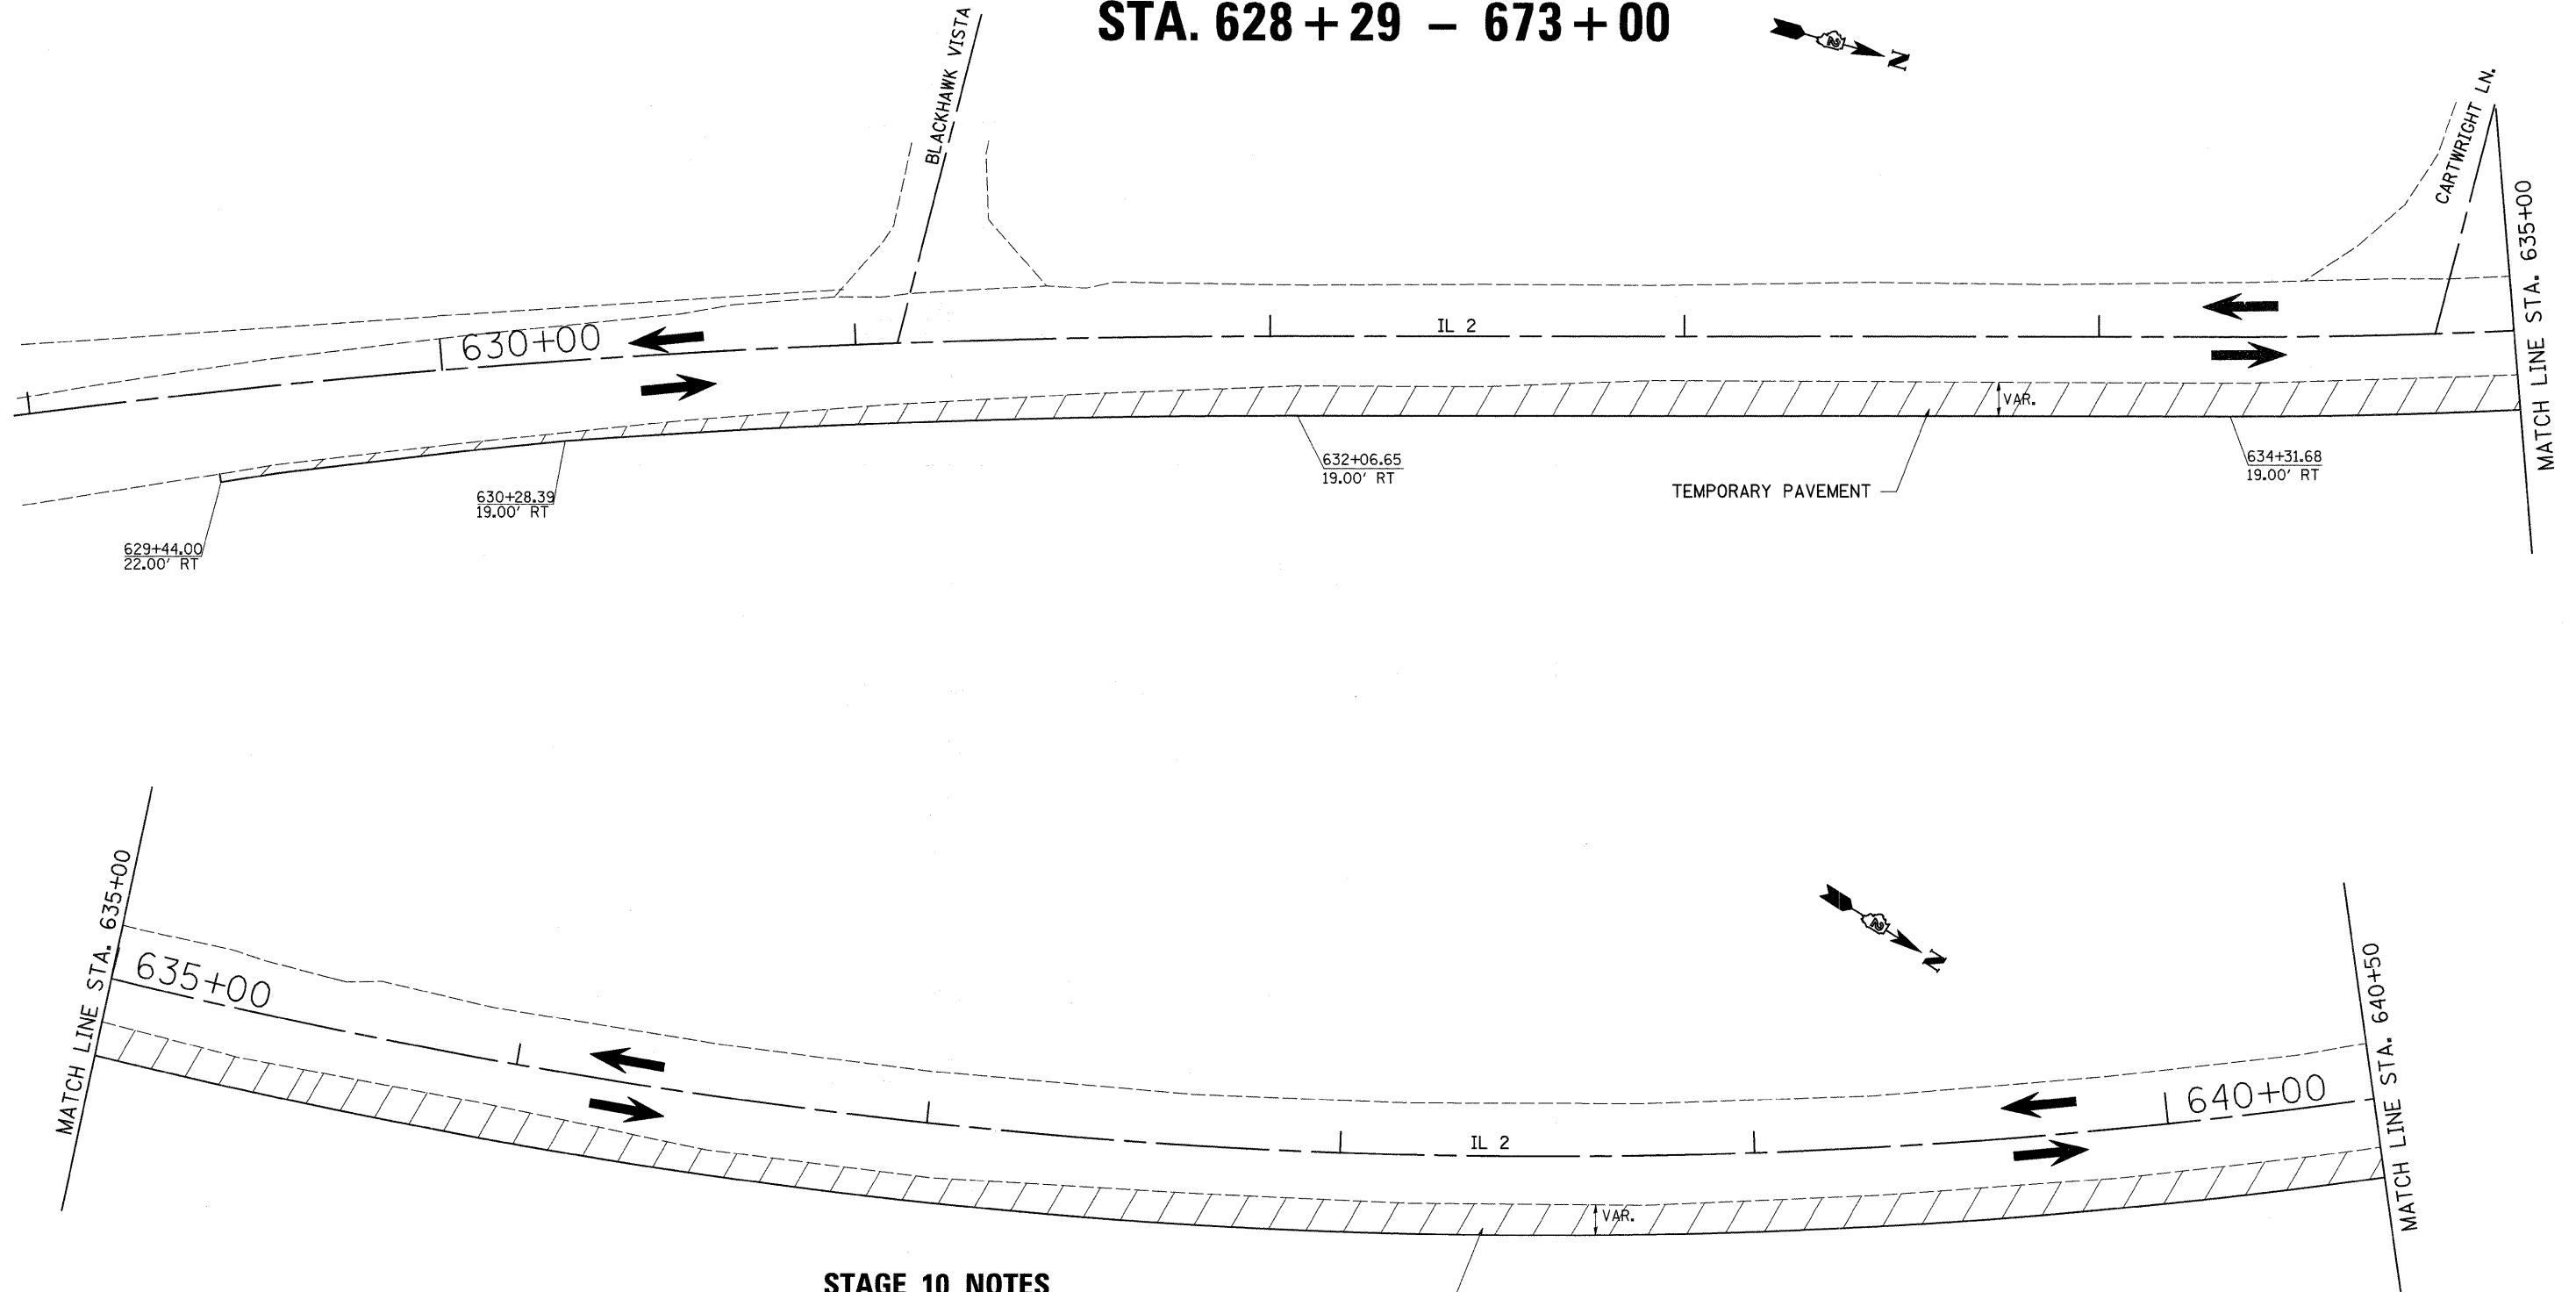 STA. 628 + 29 – 673 + 00
N
BLACKHAWK VISTA
CARTWRIGHT LN.
MATCH LINE STA. 635+00
630+00
IL 2
VAR.
632+06.65
19.00' RT
634+31.68
19.00' RT
TEMPORARY PAVEMENT
630+28.39
19.00' RT
629+44.00
22.00' RT
MATCH LINE STA. 635+00
635+00
N
MATCH LINE STA. 640+50
640+00
IL 2
VAR.
STAGE 10 NOTES